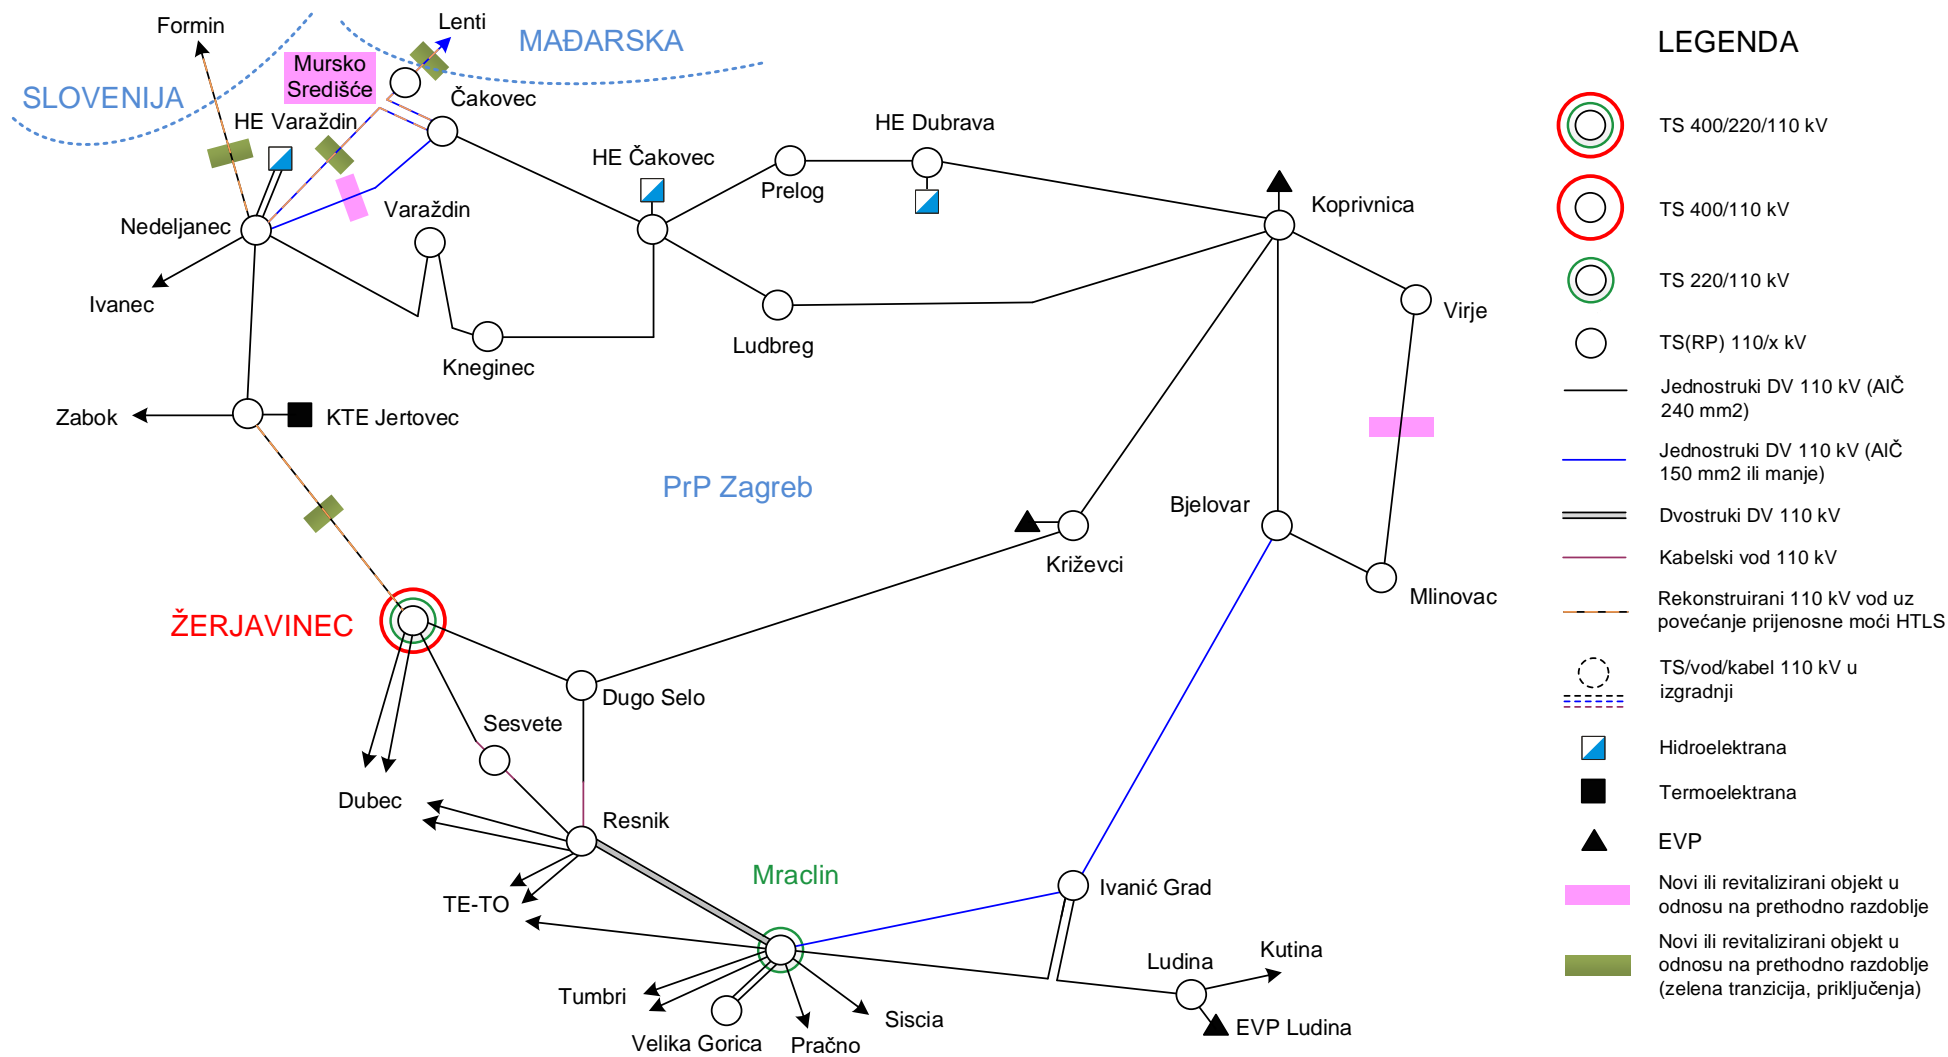 Formin
Lenti
MAĐARSKA
Mursko
Središće
SLOVENIJA
Čakovec
HE Varaždin
HE Dubrava
HE Čakovec
Prelog
Varaždin
Koprivnica
Nedeljanec
Ivanec
Virje
Ludbreg
Kneginec
Zabok
KTE Jertovec
PrP Zagreb
Bjelovar
Križevci
Mlinovac
ŽERJAVINEC
Dugo Selo
Sesvete
Dubec
Resnik
Mraclin
Ivanić Grad
TE-TO
Kutina
Ludina
Tumbri
Siscia
EVP Ludina
Velika Gorica
Pračno
LEGENDA
TS 400/220/110 kV
TS 400/110 kV
TS 220/110 kV
TS(RP) 110/x kV
Jednostruki DV 110 kV (AlČ
240 mm2)
Jednostruki DV 110 kV (AlČ
150 mm2 ili manje)
Dvostruki DV 110 kV
Kabelski vod 110 kV
Rekonstruirani 110 kV vod uz
povećanje prijenosne moći HTLS
TS/vod/kabel 110 kV u
izgradnji
Hidroelektrana
Termoelektrana
EVP
Novi ili revitalizirani objekt u
odnosu na prethodno razdoblje
Novi ili revitalizirani objekt u
odnosu na prethodno razdoblje
(zelena tranzicija, priključenja)